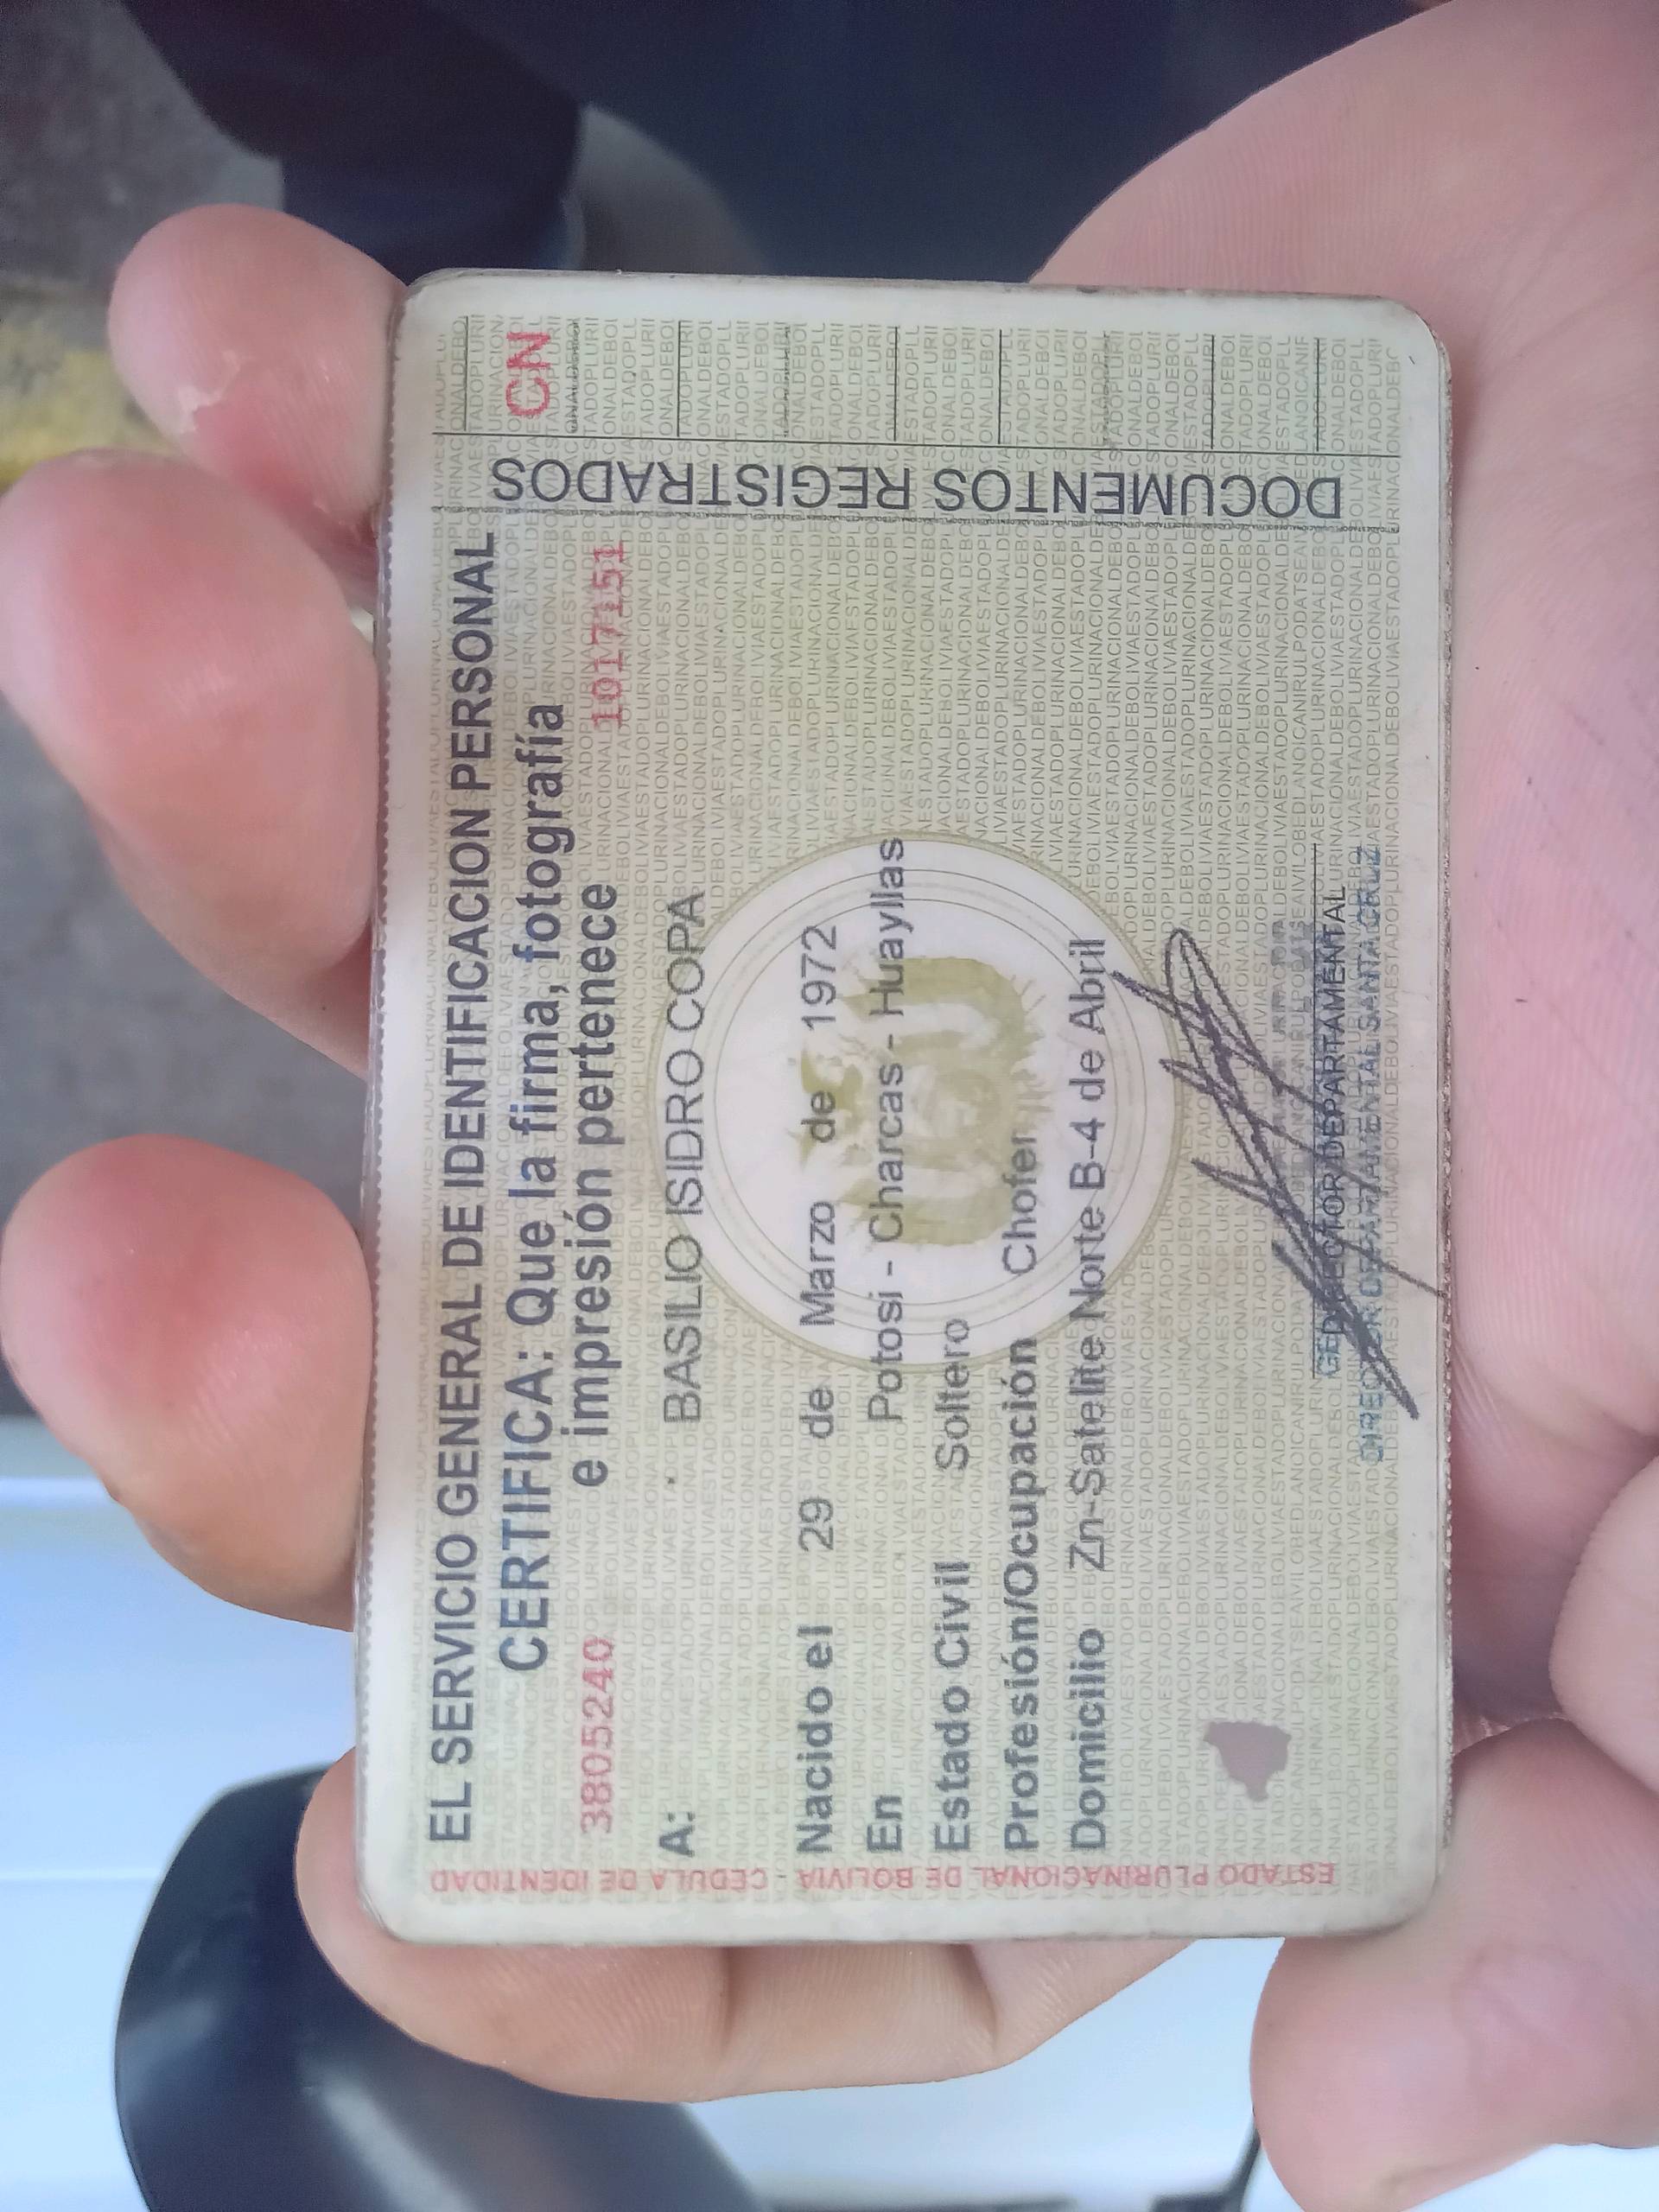 EL SERVICIO GENERAL DE IDENTIFICACION PERSONAL
CERTIFICA: Que la firma, fotografía
e impresión pertenece
3805240
1017151
CN
A: BASILIO ISIDRO COPA
Nacido el 29 de Marzo de 1972
En Potosi - Charcas - Huayllas
Estado Civil Soltero
Profesión/Ocupación Chofer
Domicilio Zn-Satelite Norte B-4 de Abril
DIRECTOR DEPARTAMENTAL
DIRECTOR DEPARTAMENTAL SANTA CRUZ
DOCUMENTOS REGISTRADOS
ESTADO PLURINACIONAL DE BOLIVIA - CEDULA DE IDENTIDAD